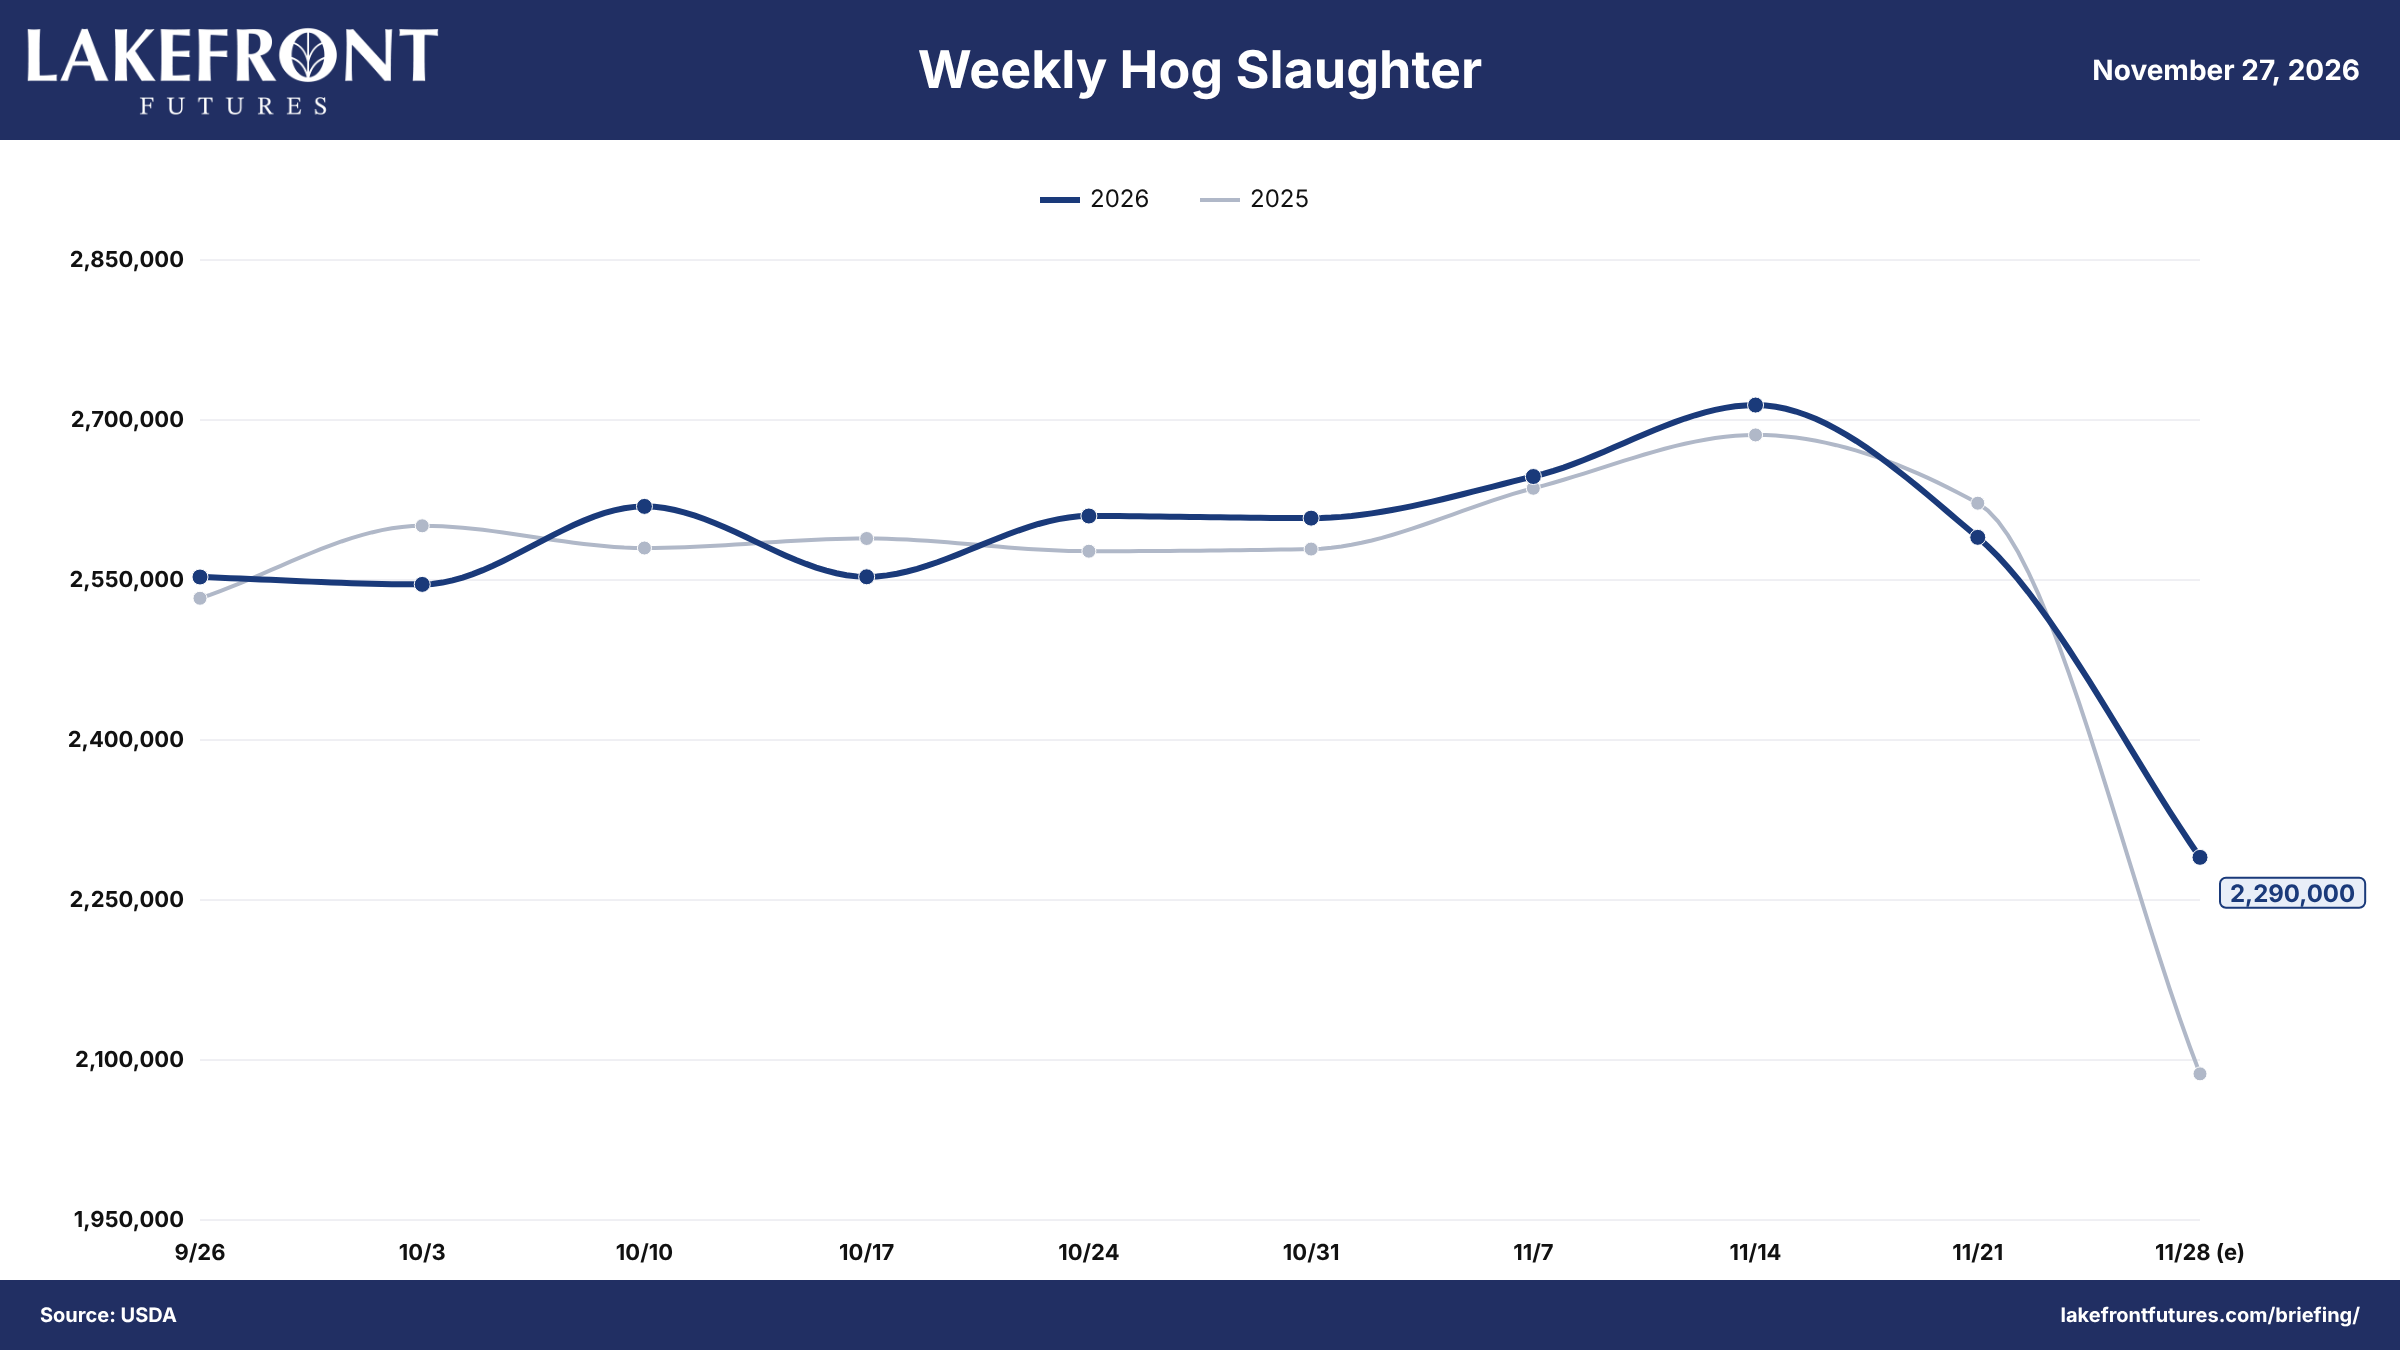 LAKEFRONT
FUTURES
Weekly Hog Slaughter
November 27, 2026
2026
2025
2,850,000
2,700,000
2,550,000
2,400,000
2,250,000
2,100,000
1,950,000
2,290,000
9/26
10/3
10/10
10/17
10/24
10/31
11/7
11/14
11/21
11/28 (e)
Source: USDA
lakefrontfutures.com/briefing/